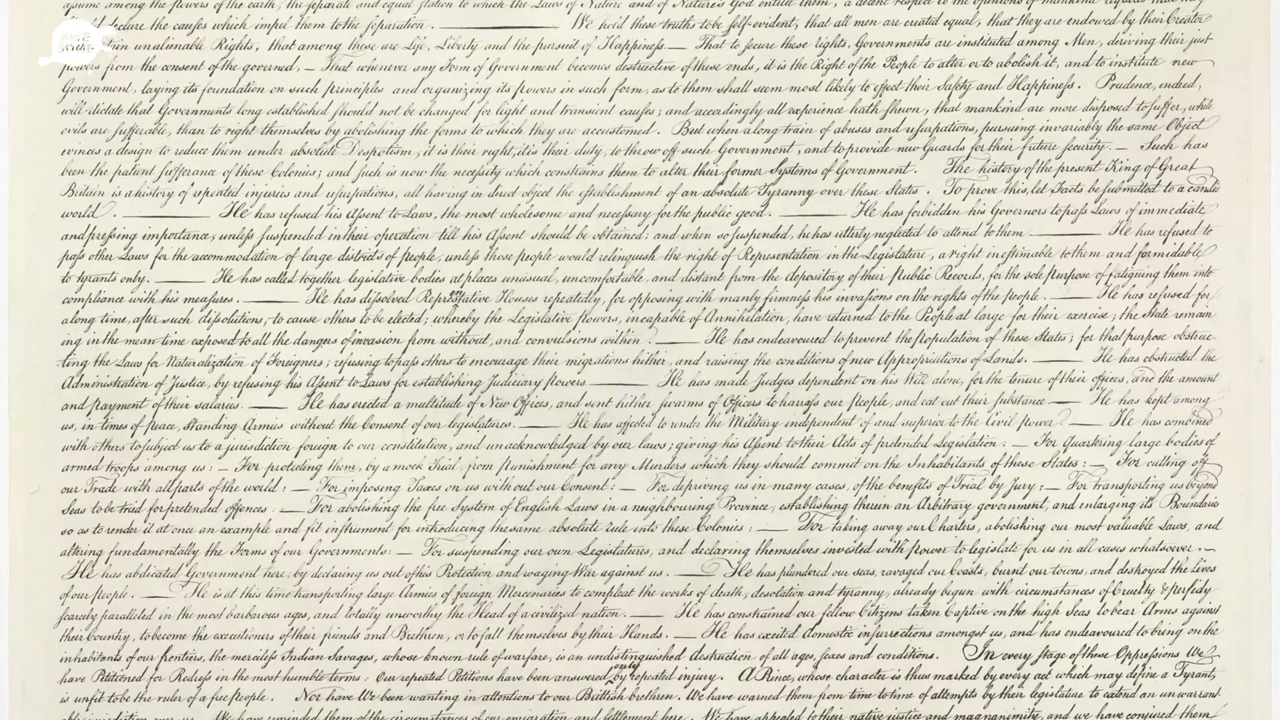 assume among the powers of the earth, the separate and equal station to which the Laws of Nature and of Nature's God entitle them, a decent respect to the opinions of mankind requires that they
declare the causes which impel them to the separation. ——— We hold these truths to be self-evident, that all men are created equal, that they are endowed by their Creator
unalienable Rights, that among these are Life, Liberty and the pursuit of Happiness.— That to secure these rights, Governments are instituted among Men, deriving their just
powers from the consent of the governed, — That whenever any Form of Government becomes destructive of these ends, it is the Right of the People to alter or to abolish it, and to institute new
Government, laying its foundation on such principles and organizing its powers in such form, as to them shall seem most likely to effect their Safety and Happiness. Prudence, indeed,
will dictate that Governments long established should not be changed for light and transient causes; and accordingly all experience hath shewn, that mankind are more disposed to suffer, while
evils are sufferable, than to right themselves by abolishing the forms to which they are accustomed. But when a long train of abuses and usurpations, pursuing invariably the same Object
evinces a design to reduce them under absolute Despotism, it is their right, it is their duty, to throw off such Government, and to provide new Guards for their future security. — Such has
been the patient sufferance of these Colonies; and such is now the necessity which constrains them to alter their former Systems of Government. The history of the present King of Great
Britain is a history of repeated injuries and usurpations, all having in direct object the establishment of an absolute Tyranny over these States. To prove this, let Facts be submitted to a candid
world. ——— He has refused his Assent to Laws, the most wholesome and necessary for the public good. ——— He has forbidden his Governors to pass Laws of immediate
and pressing importance, unless suspended in their operation till his Assent should be obtained; and when so suspended, he has utterly neglected to attend to them. ——— He has refused to
pass other Laws for the accommodation of large districts of people, unless those people would relinquish the right of Representation in the Legislature, a right inestimable to them and formidable
to tyrants only. ——— He has called together legislative bodies at places unusual, uncomfortable, and distant from the depository of their public Records, for the sole purpose of fatiguing them into
compliance with his measures. ——— He has dissolved Representative Houses repeatedly, for opposing with manly firmness his invasions on the rights of the people. ——— He has refused for
a long time, after such dissolutions, to cause others to be elected; whereby the Legislative powers, incapable of Annihilation, have returned to the People at large for their exercise; the State remain-
ing in the mean time exposed to all the dangers of invasion from without, and convulsions within. ——— He has endeavoured to prevent the population of these States; for that purpose obstruc-
ting the Laws for Naturalization of Foreigners; refusing to pass others to encourage their migrations hither, and raising the conditions of new Appropriations of Lands. ——— He has obstructed the
Administration of Justice, by refusing his Assent to Laws for establishing Judiciary powers ——— He has made Judges dependent on his Will alone, for the tenure of their offices, and the amount
and payment of their salaries. ——— He has erected a multitude of New Offices, and sent hither swarms of Officers to harrass our people, and eat out their substance. ——— He has kept among
us, in times of peace, Standing Armies without the Consent of our legislatures. ——— He has affected to render the Military independent of and superior to the Civil power. ——— He has combined
with others to subject us to a jurisdiction foreign to our constitution, and unacknowledged by our laws; giving his Assent to their Acts of pretended Legislation: — For Quartering large bodies of
armed troops among us: — For protecting them, by a mock Trial, from punishment for any Murders which they should commit on the Inhabitants of these States: — For cutting off
our Trade with all parts of the world: — For imposing Taxes on us without our Consent: — For depriving us in many cases, of the benefits of Trial by Jury: — For transporting us beyond
Seas to be tried for pretended offences — For abolishing the free System of English Laws in a neighbouring Province, establishing therein an Arbitrary government, and enlarging its Boundaries
so as to render it at once an example and fit instrument for introducing the same absolute rule into these Colonies: — For taking away our Charters, abolishing our most valuable Laws, and
altering fundamentally the Forms of our Governments: — For suspending our own Legislatures, and declaring themselves invested with power to legislate for us in all cases whatsoever. —
He has abdicated Government here, by declaring us out of his Protection and waging War against us. ——— He has plundered our seas, ravaged our Coasts, burnt our towns, and destroyed the lives
of our people. — He is at this time transporting large Armies of foreign Mercenaries to compleat the works of death, desolation and tyranny, already begun with circumstances of Cruelty & perfidy
scarcely paralleled in the most barbarous ages, and totally unworthy the Head of a civilized nation. — He has constrained our fellow Citizens taken Captive on the high Seas to bear Arms against
their Country, to become the executioners of their friends and Brethren, or to fall themselves by their Hands. — He has excited domestic insurrections amongst us, and has endeavoured to bring on the
inhabitants of our frontiers, the merciless Indian Savages, whose known rule of warfare, is an undistinguished destruction of all ages, sexes and conditions. In every stage of these Oppressions We
have Petitioned for Redress in the most humble terms: Our repeated Petitions have been answered only by repeated injury. A Prince, whose character is thus marked by every act which may define a Tyrant,
is unfit to be the ruler of a free people. Nor have We been wanting in attentions to our Brittish brethren. We have warned them from time to time of attempts by their legislature to extend an unwarrant-
able jurisdiction over us. We have reminded them of the circumstances of our emigration and settlement here. We have appealed to their native justice and magnanimity, and we have conjured them